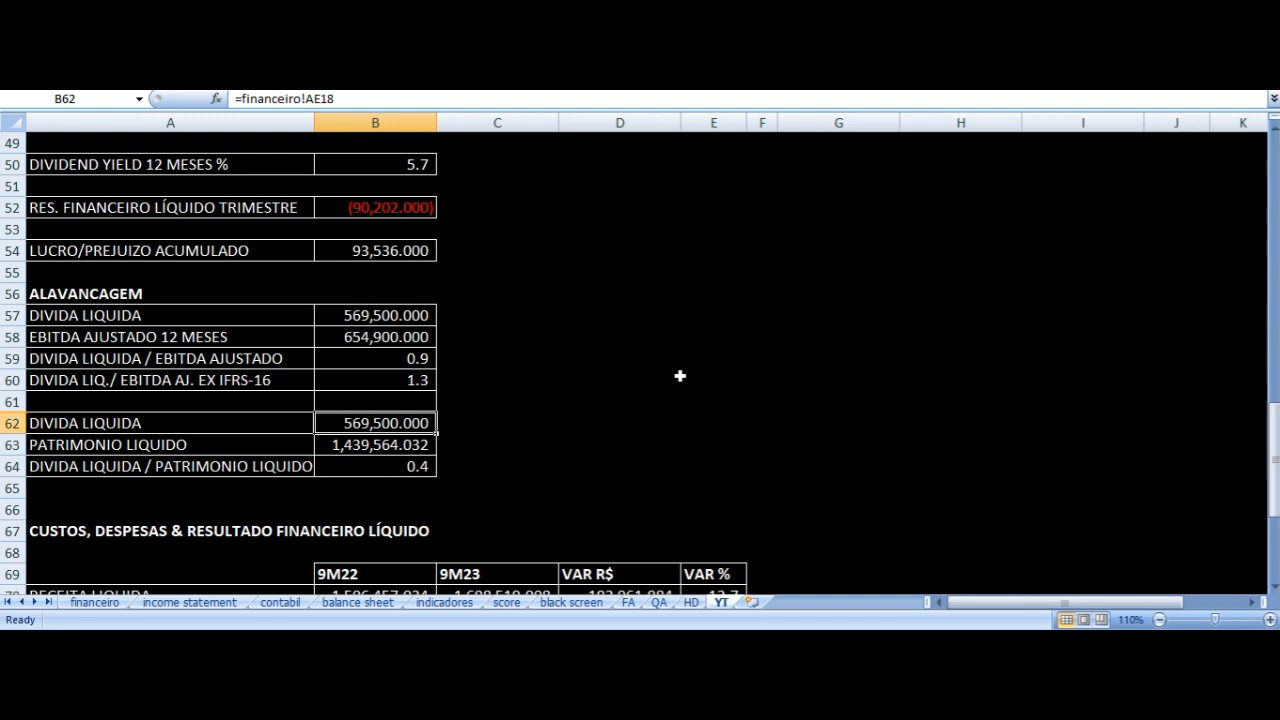 B62 fx =financeiro!AE18
A B C D E F G H I J K
49
50 DIVIDEND YIELD 12 MESES % 5.7
51
52 RES. FINANCEIRO LÍQUIDO TRIMESTRE (90,202.000)
53
54 LUCRO/PREJUIZO ACUMULADO 93,536.000
55
56 ALAVANCAGEM
57 DIVIDA LIQUIDA 569,500.000
58 EBITDA AJUSTADO 12 MESES 654,900.000
59 DIVIDA LIQUIDA / EBITDA AJUSTADO 0.9
60 DIVIDA LIQ./ EBITDA AJ. EX IFRS-16 1.3
61
62 DIVIDA LIQUIDA 569,500.000
63 PATRIMONIO LIQUIDO 1,439,564.032
64 DIVIDA LIQUIDA / PATRIMONIO LIQUIDO 0.4
65
66
67 CUSTOS, DESPESAS & RESULTADO FINANCEIRO LÍQUIDO
68
69 9M22 9M23 VAR R$ VAR %
financeiro income statement contabil balance sheet indicadores score black screen FA QA HD YT
Ready 110%